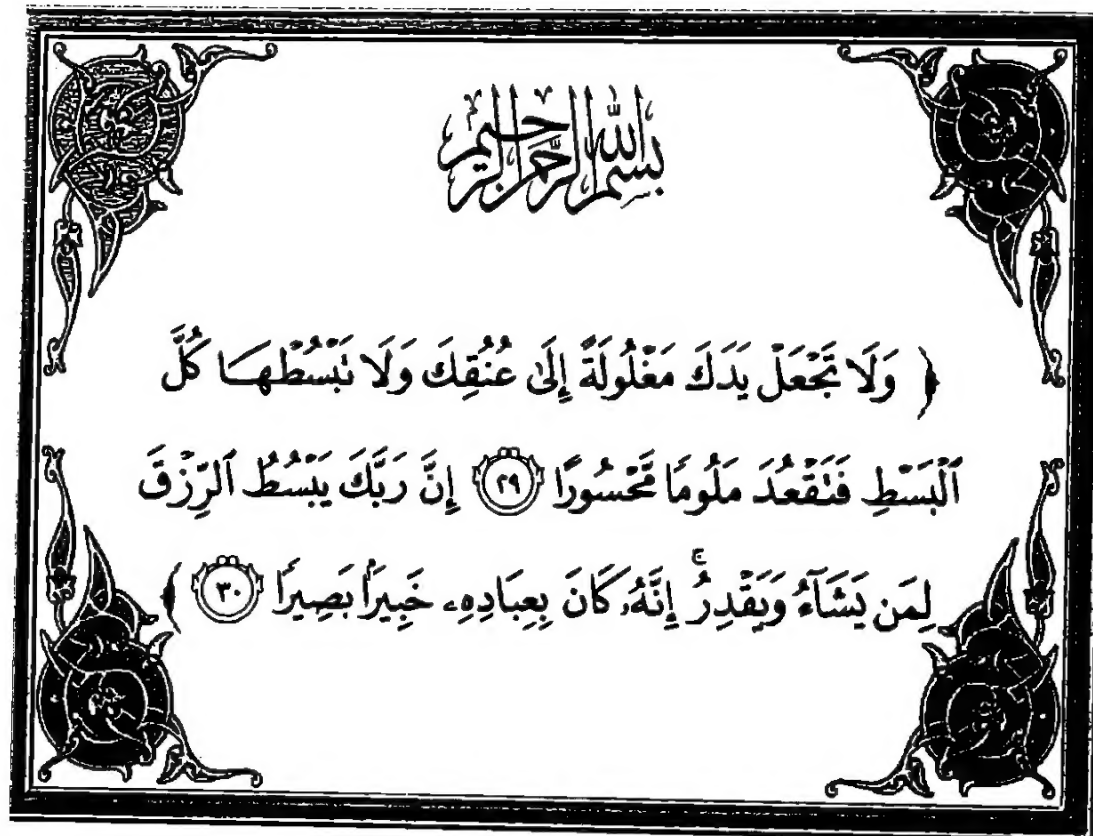 بسم الله الرحمن الرحيم
﴿ وَلَا تَجْعَلْ يَدَكَ مَغْلُولَةً إِلَىٰ عُنُقِكَ وَلَا تَبْسُطْهَا كُلَّ
ٱلْبَسْطِ فَتَقْعُدَ مَلُومًا مَّحْسُورًا ٢٩ إِنَّ رَبَّكَ يَبْسُطُ ٱلرِّزْقَ
لِمَن يَشَآءُ وَيَقْدِرُ ۚ إِنَّهُۥ كَانَ بِعِبَادِهِۦ خَبِيرًۢا بَصِيرًا ٣٠ ﴾